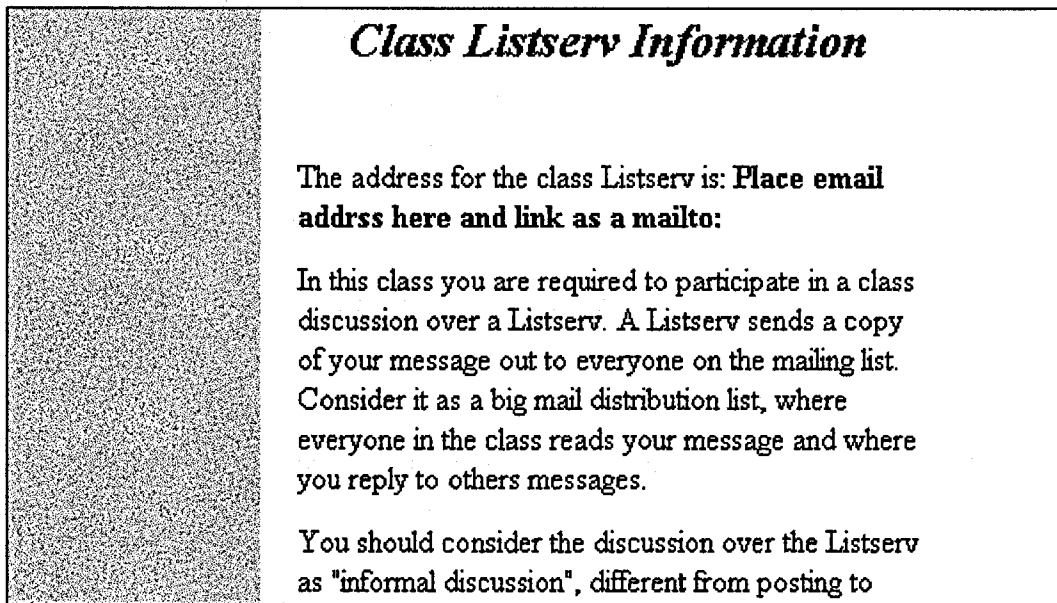 Class Listserv Information
The address for the class Listserv is: Place email
addrss here and link as a mailto:
In this class you are required to participate in a class
discussion over a Listserv. A Listserv sends a copy
of your message out to everyone on the mailing list.
Consider it as a big mail distribution list, where
everyone in the class reads your message and where
you reply to others messages.
You should consider the discussion over the Listserv
as "informal discussion", different from posting to